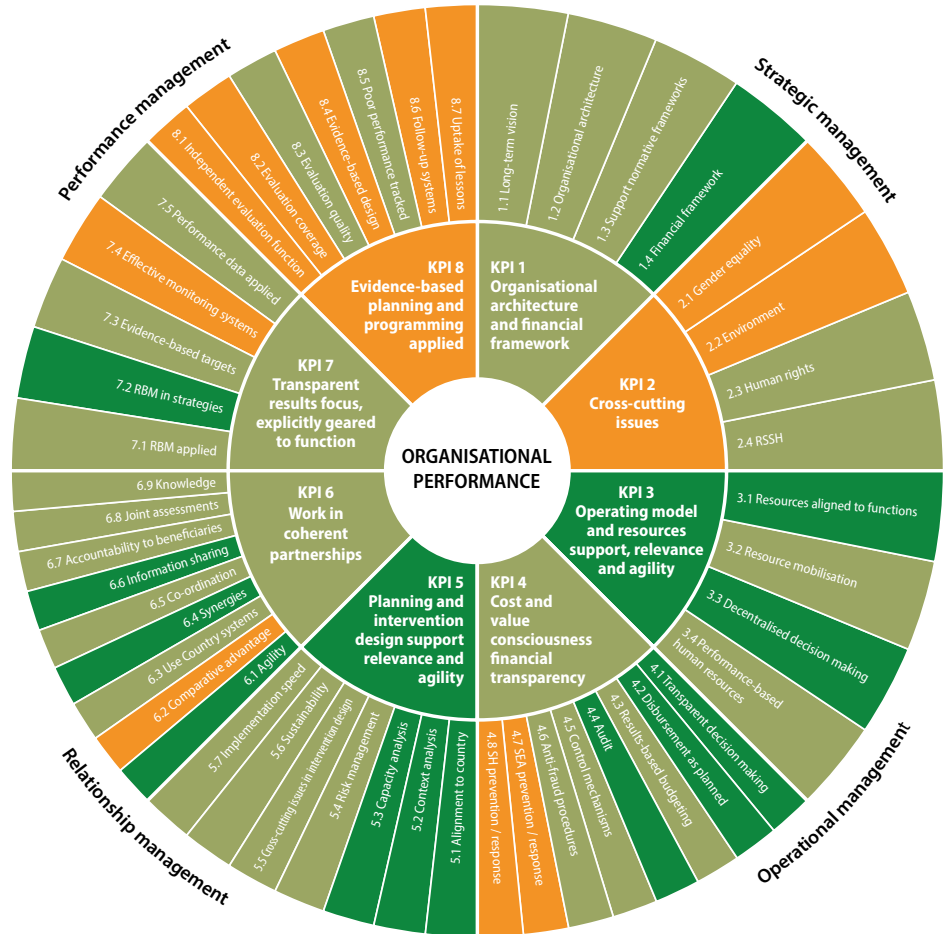 Performance management
Strategic management
Operational management
Relationship management
ORGANISATIONAL
PERFORMANCE
KPI 1
Organisational
architecture
and financial
framework
1.1 Long-term vision
1.2 Organisational architecture
1.3 Support normative frameworks
1.4 Financial framework
KPI 2
Cross-cutting
issues
2.1 Gender equality
2.2 Environment
2.3 Human rights
2.4 RSSH
KPI 3
Operating model
and resources
support, relevance
and agility
3.1 Resources aligned to functions
3.2 Resource mobilisation
3.3 Decentralised decision making
3.4 Performance-based
human resources
KPI 4
Cost and
value
consciousness
financial
transparency
4.1 Transparent decision making
4.2 Disbursement as planned
4.3 Results-based budgeting
4.4 Audit
4.5 Control mechanisms
4.6 Anti-fraud procedures
4.7 SEA prevention / response
4.8 SH prevention / response
KPI 5
Planning and
intervention
design support
relevance and
agility
5.1 Alignment to country
5.2 Context analysis
5.3 Capacity analysis
5.4 Risk management
5.5 Cross-cutting issues in intervention design
5.6 Sustainability
5.7 Implementation speed
KPI 6
Work in
coherent
partnerships
6.1 Agility
6.2 Comparative advantage
6.3 Use Country systems
6.4 Synergies
6.5 Co-ordination
6.6 Information sharing
6.7 Accountability to beneficiaries
6.8 Joint assessments
6.9 Knowledge
KPI 7
Transparent
results focus,
explicitly geared
to function
7.1 RBM applied
7.2 RBM in strategies
7.3 Evidence-based targets
7.4 Effective monitoring systems
7.5 Performance data applied
KPI 8
Evidence-based
planning and
programming
applied
8.1 Independent evaluation function
8.2 Evaluation coverage
8.3 Evaluation quality
8.4 Evidence-based design
8.5 Poor performance tracked
8.6 Follow-up systems
8.7 Uptake of lessons